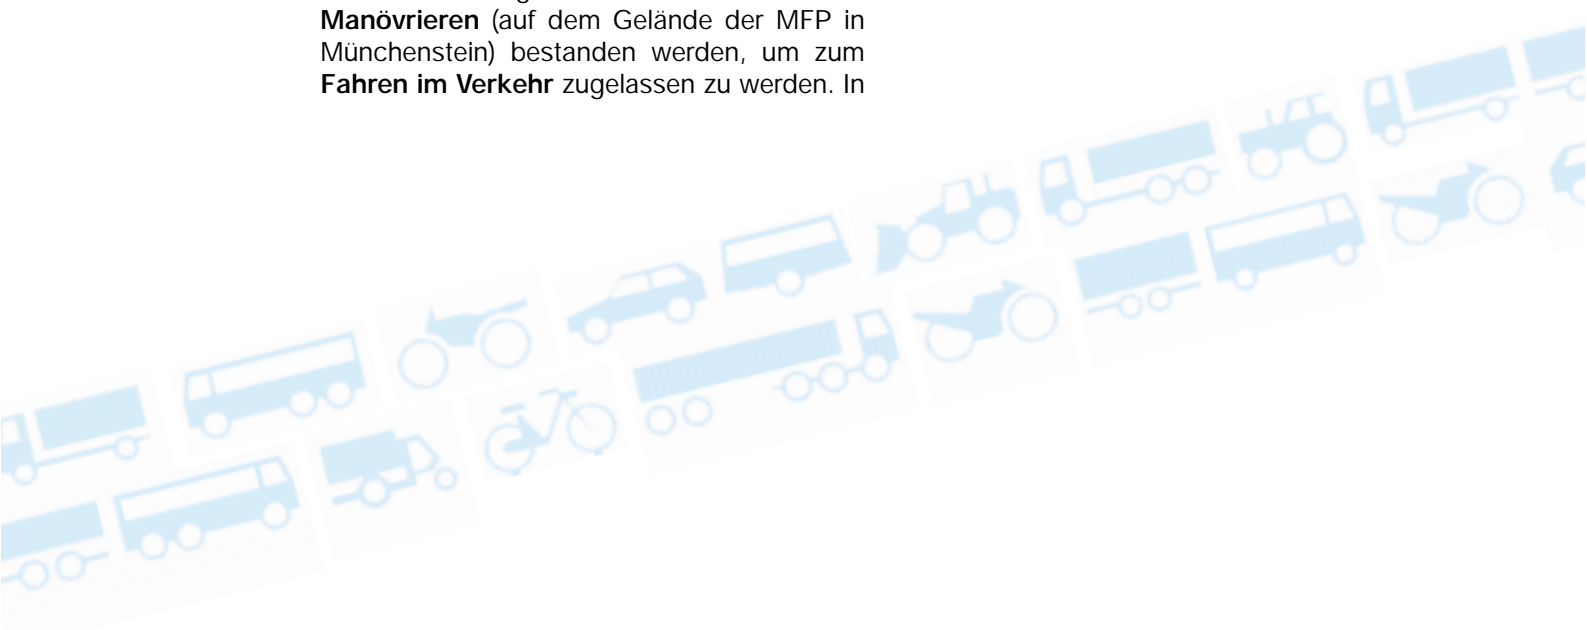 Manövrieren (auf dem Gelände der MFP in
Münchenstein) bestanden werden, um zum
Fahren im Verkehr zugelassen zu werden. In